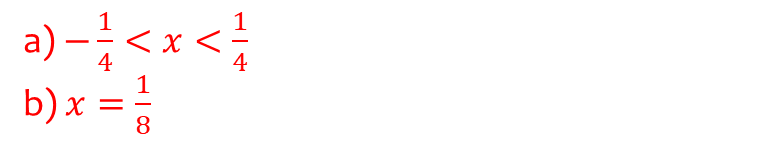 a) −1/4 < x < 1/4
b) x = 1/8